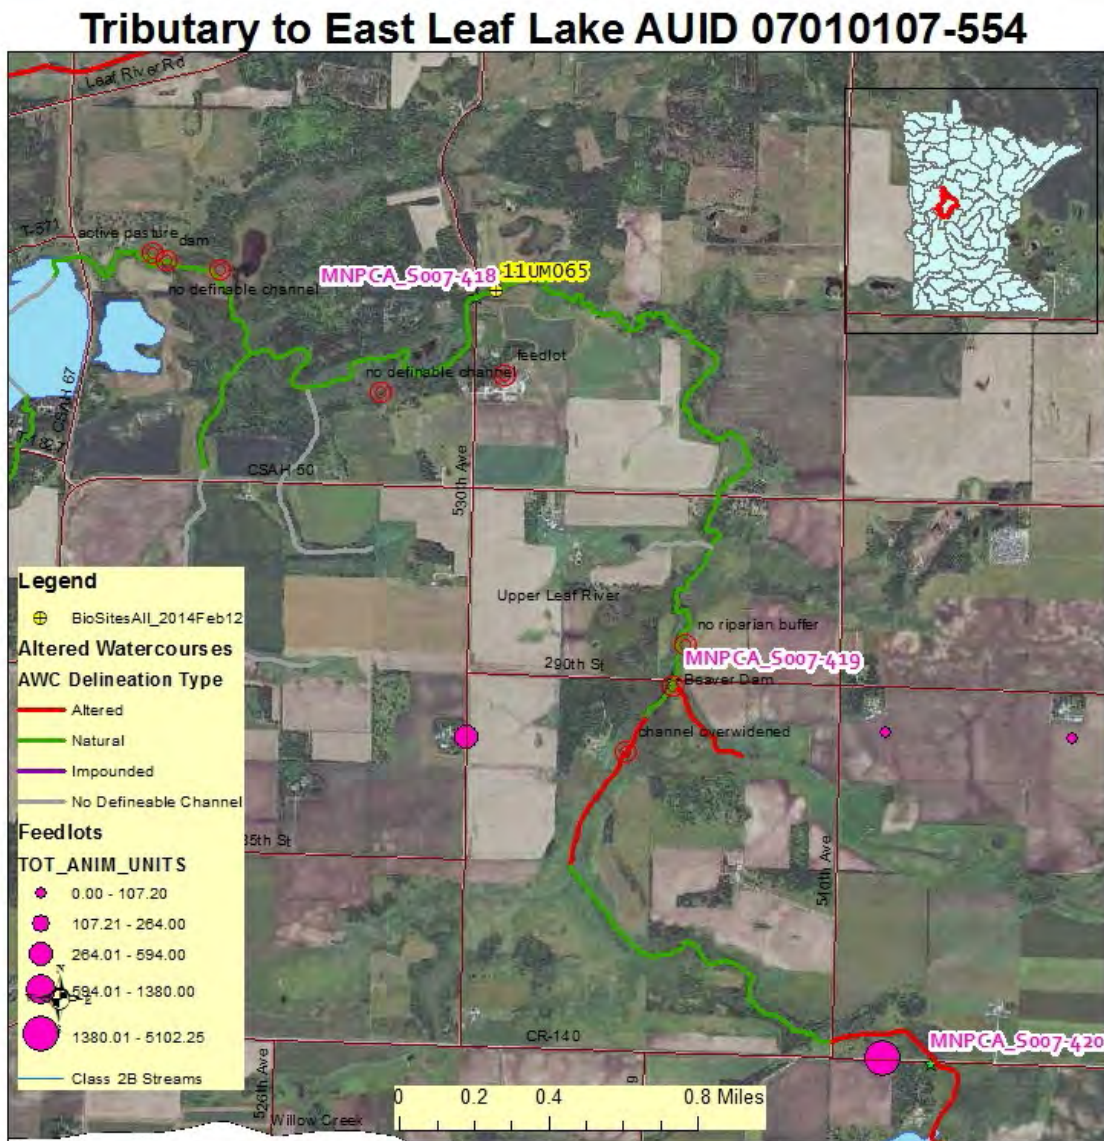 Tributary to East Leaf Lake AUID 07010107-554
Leaf River Rd
T-571
active pasture
dam
no definable channel
MNPCA_S007-418
11UM065
CSAH 67
no definable channel
feedlot
CSAH 50
530th Ave
Upper Leaf River
no riparian buffer
MNPCA_S007-419
290th St
Beaver Dam
channel overwidened
35th St
510th Ave
CR-140
MNPCA_S007-420
526th Ave
Willow Creek
Legend
BioSitesAll_2014Feb12
Altered Watercourses
AWC Delineation Type
Altered
Natural
Impounded
No Defineable Channel
Feedlots
TOT_ANIM_UNITS
0.00 - 107.20
107.21 - 264.00
264.01 - 594.00
N
594.01 - 1380.00
E
1380.01 - 5102.25
Class 2B Streams
0 0.2 0.4 0.8 Miles